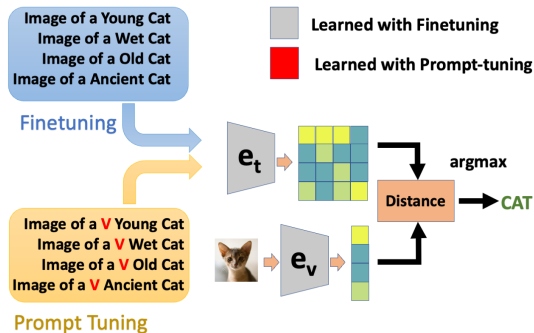 Image of a Young Cat
Image of a Wet Cat
Image of a Old Cat
Image of a Ancient Cat
Finetuning
Learned with Finetuning
Learned with Prompt-tuning
e_t
argmax
Distance
CAT
e_v
Image of a V Young Cat
Image of a V Wet Cat
Image of a V Old Cat
Image of a V Ancient Cat
Prompt Tuning